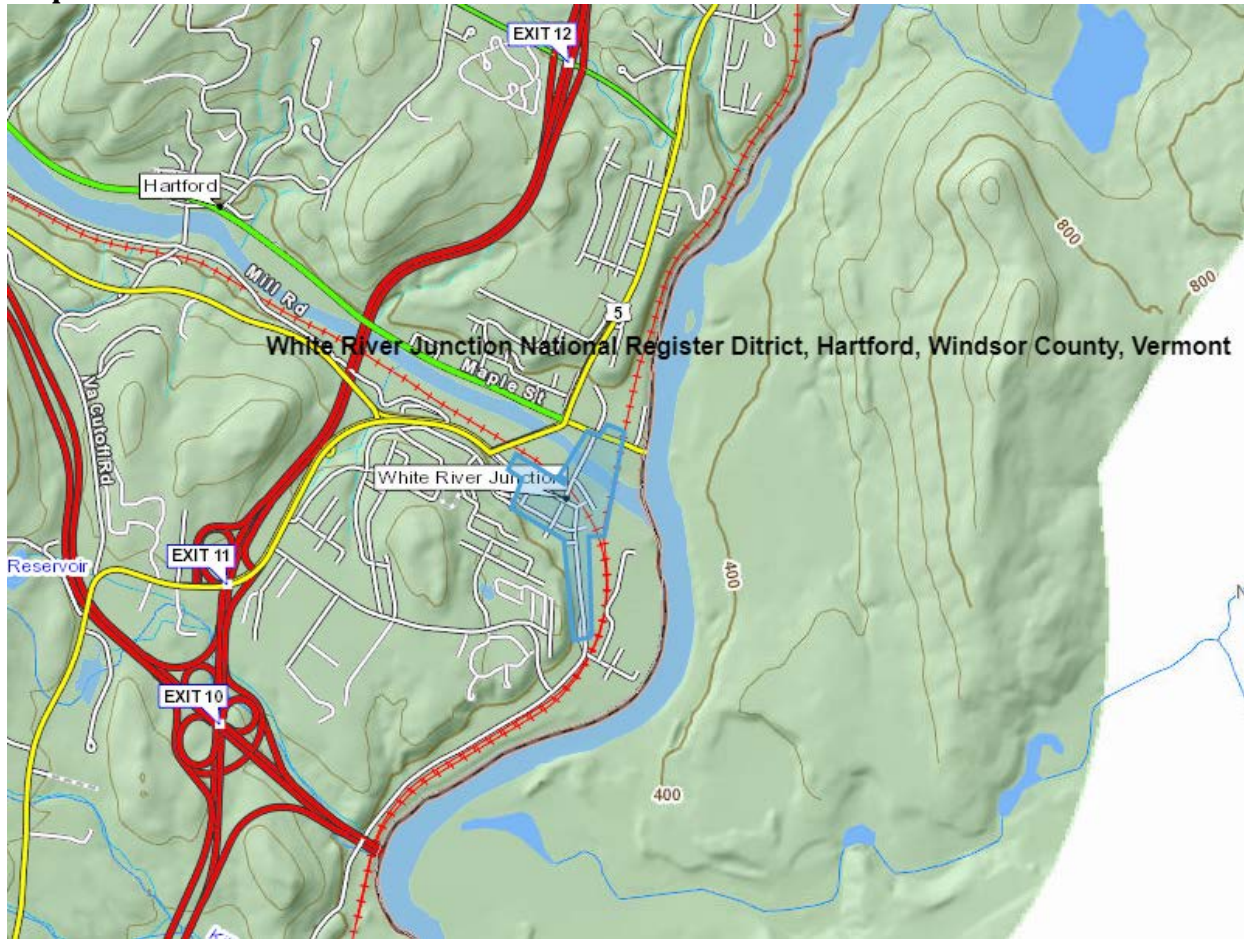 EXIT 12
Hartford
800
800
Mill Rd
5
White River Junction National Register Ditrict, Hartford, Windsor County, Vermont
Maple St
Va Cutoff Rd
White River Junction
EXIT 11
Reservoir
400
N
EXIT 10
400